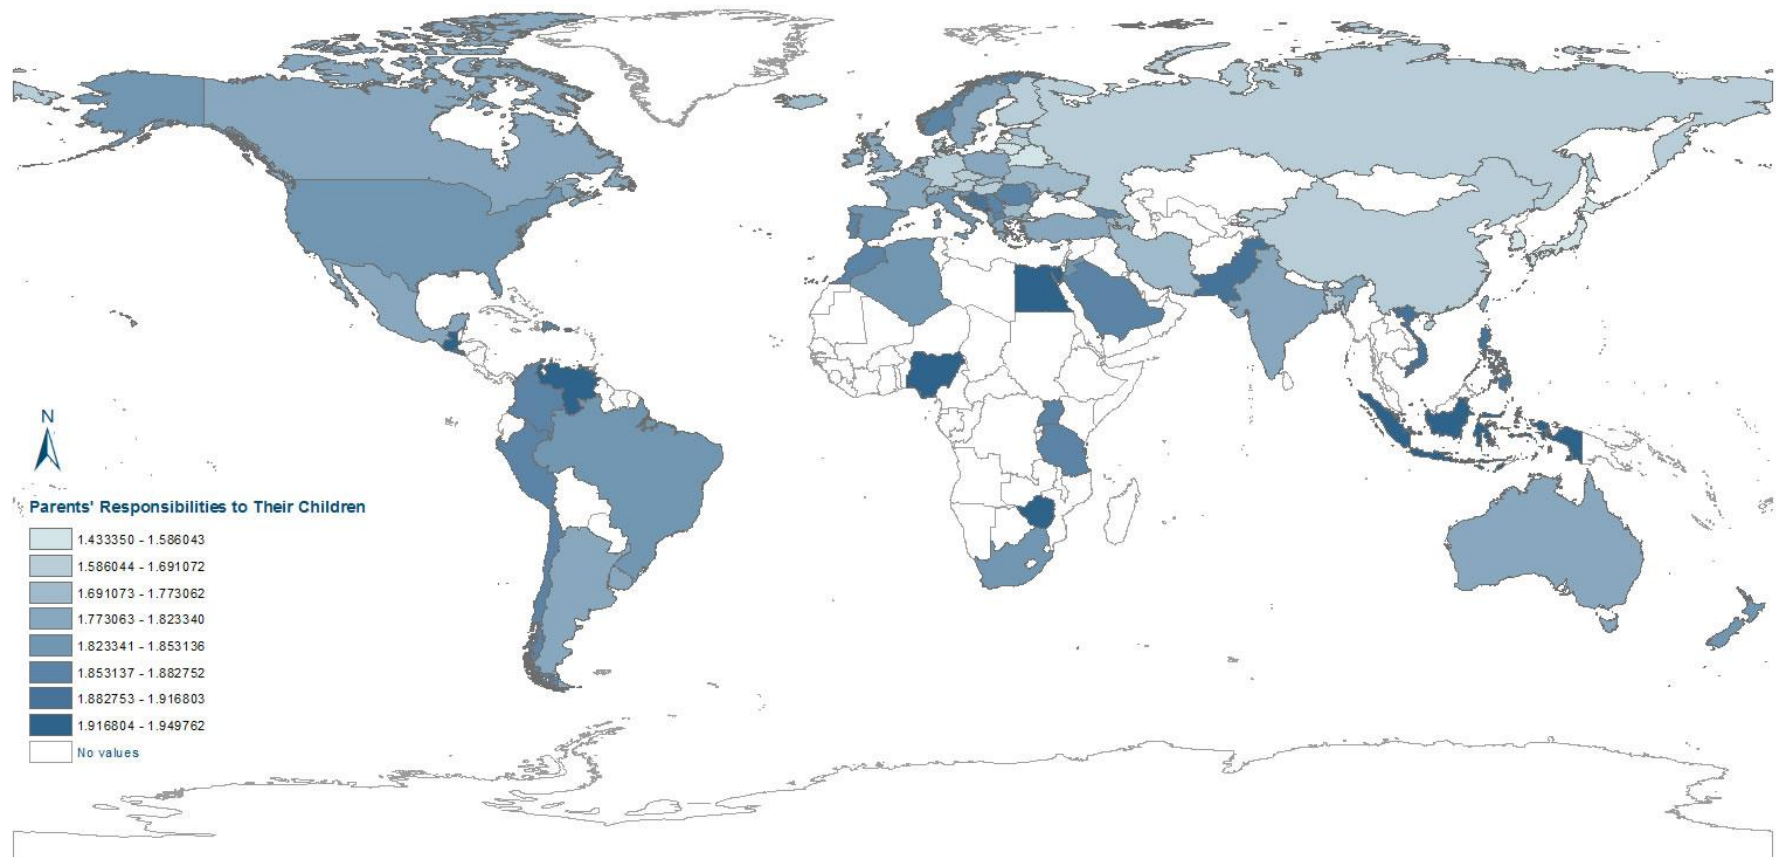 N
Parents' Responsibilities to Their Children
1.433350 - 1.586043
1.586044 - 1.691072
1.691073 - 1.773062
1.773063 - 1.823340
1.823341 - 1.853136
1.853137 - 1.882752
1.882753 - 1.916803
1.916804 - 1.949762
No values